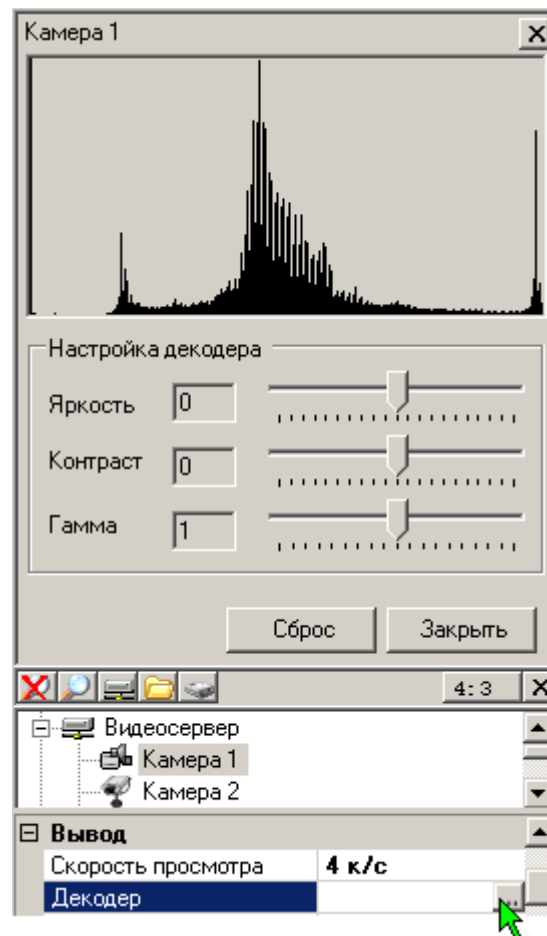 Камера 1
Настройка декодера
Яркость 0
Контраст 0
Гамма 1
Сброс Закрыть
4:3
Видеосервер
Камера 1
Камера 2
Вывод
Скорость просмотра 4 к/с
Декодер ...